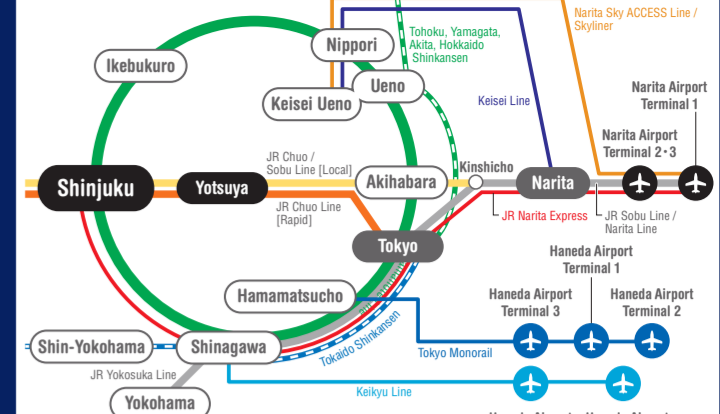 Narita Sky ACCESS Line /
Skyliner
Tohoku, Yamagata,
Akita, Hokkaido
Shinkansen
Nippori
Ikebukuro
Ueno
Keisei Ueno
Keisei Line
Narita Airport
Terminal 1
Narita Airport
Terminal 2・3
JR Chuo /
Sobu Line [Local]
Kinshicho
Shinjuku
Yotsuya
Akihabara
Narita
JR Chuo Line
[Rapid]
JR Narita Express
JR Sobu Line /
Narita Line
Tokyo
Haneda Airport
Terminal 1
Hamamatsucho
Haneda Airport
Terminal 3
Haneda Airport
Terminal 2
Tokaido Shinkansen
Shin-Yokohama
Shinagawa
Tokyo Monorail
JR Yokosuka Line
Keikyu Line
Yokohama